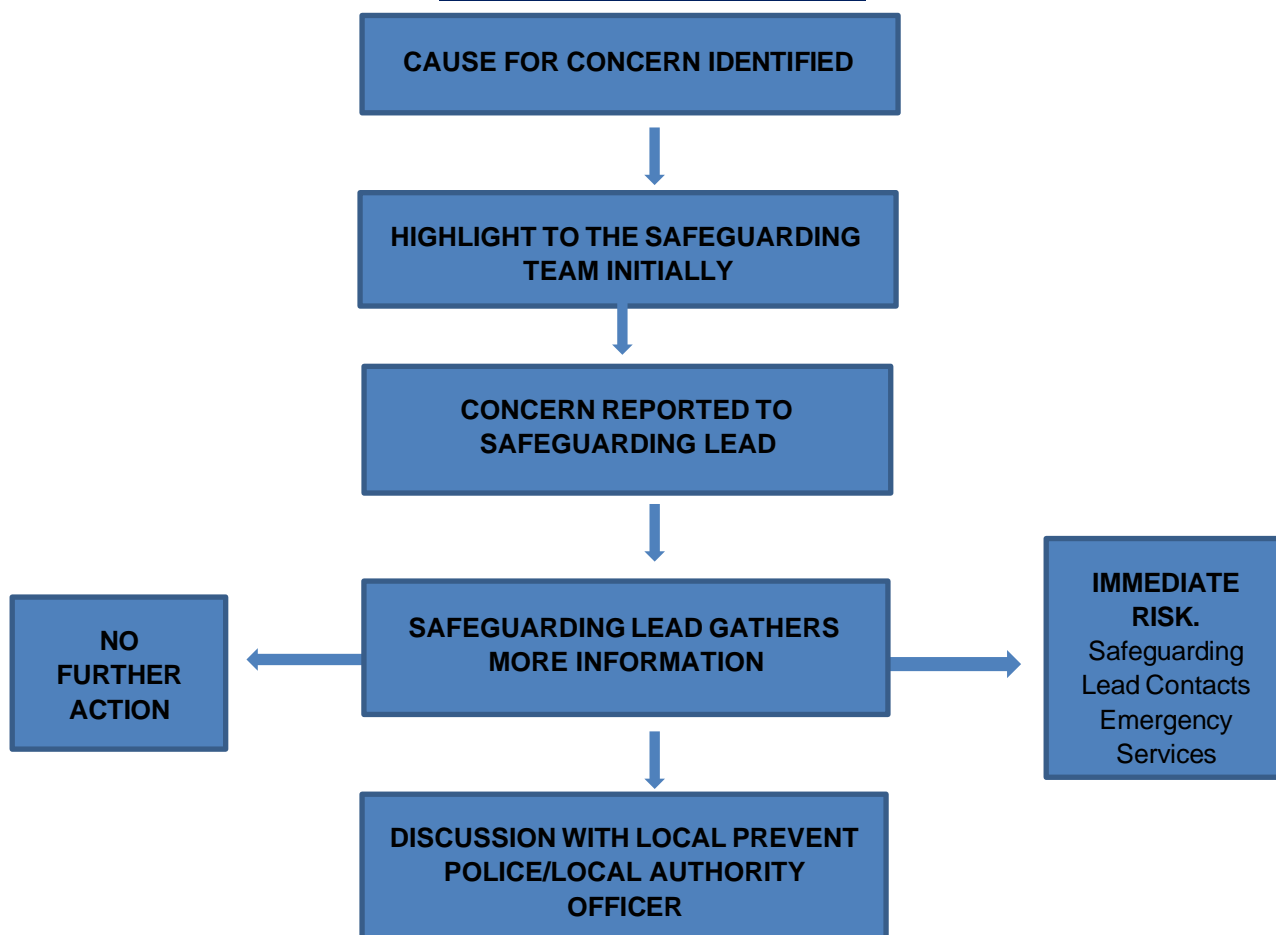 CAUSE FOR CONCERN IDENTIFIED
HIGHLIGHT TO THE SAFEGUARDING
TEAM INITIALLY
CONCERN REPORTED TO
SAFEGUARDING LEAD
SAFEGUARDING LEAD GATHERS
MORE INFORMATION
NO
FURTHER
ACTION
IMMEDIATE
RISK.
Safeguarding
Lead Contacts
Emergency
Services
DISCUSSION WITH LOCAL PREVENT
POLICE/LOCAL AUTHORITY
OFFICER